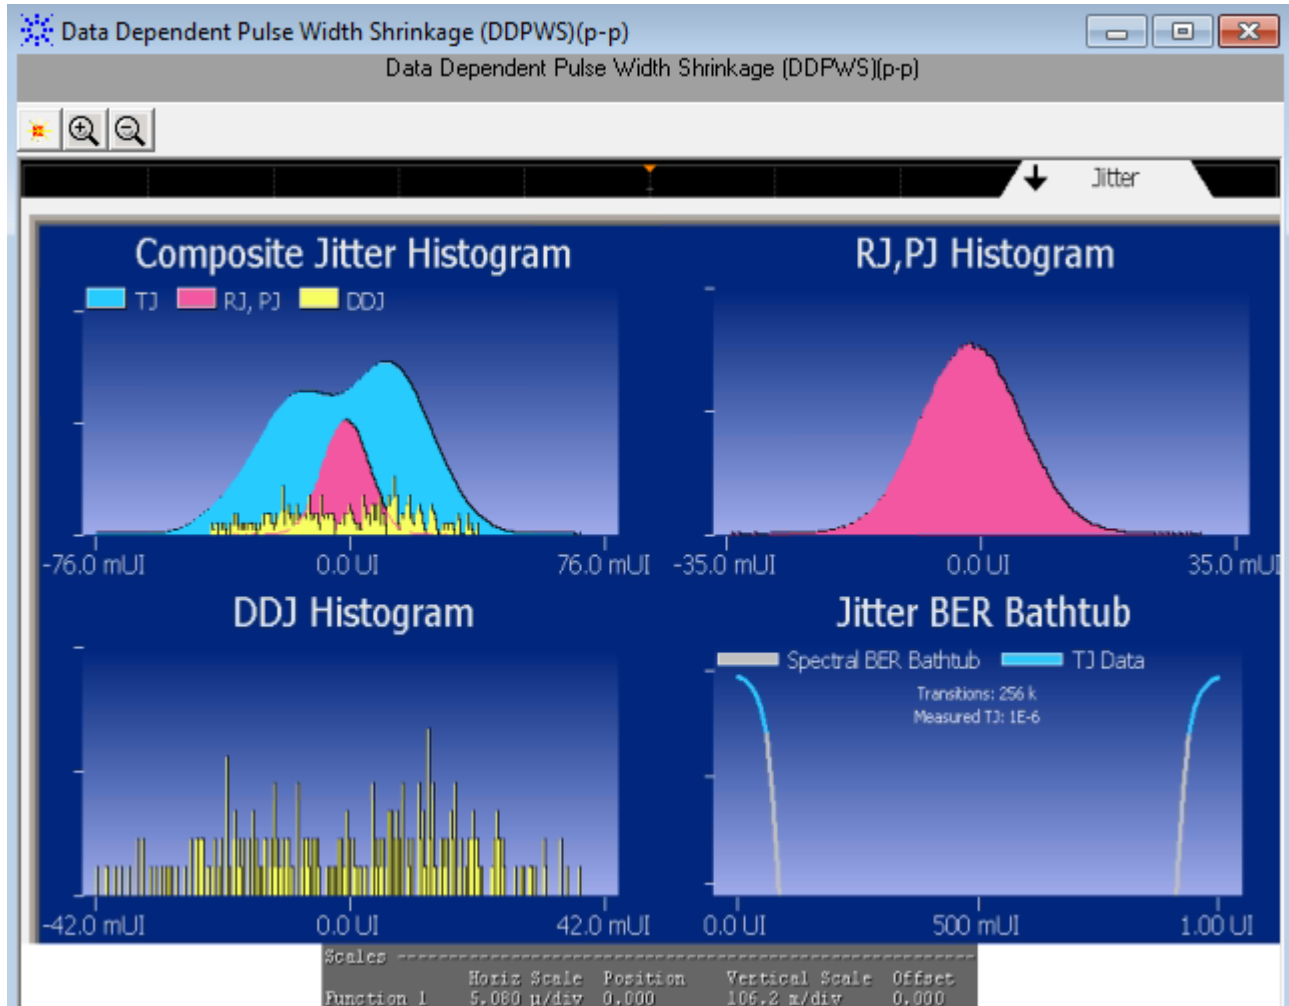 Data Dependent Pulse Width Shrinkage (DDPWS)(p-p)
Data Dependent Pulse Width Shrinkage (DDPWS)(p-p)
Jitter
Composite Jitter Histogram
TJ RJ, PJ DDJ
-76.0 mUI 0.0 UI 76.0 mUI
RJ,PJ Histogram
-35.0 mUI 0.0 UI 35.0 mUI
DDJ Histogram
-42.0 mUI 0.0 UI 42.0 mUI
Jitter BER Bathtub
Spectral BER Bathtub TJ Data
Transitions: 256 k
Measured TJ: 1E-6
0.0 UI 500 mUI 1.00 UI
Scales --------------------------------------------------
Horiz Scale Position Vertical Scale Offset
Function 1 5.080 µ/div 0.000 106.2 m/div 0.000